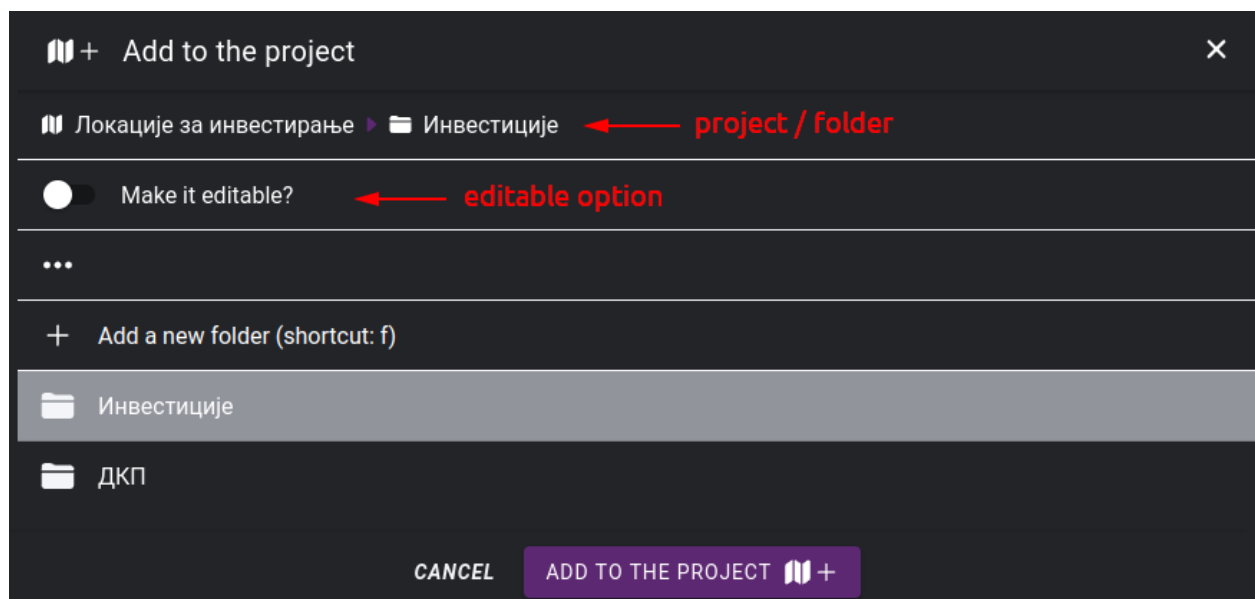 Add to the project
Локације за инвестирање Инвестиције project / folder
Make it editable? editable option
Add a new folder (shortcut: f)
Инвестиције
ДКП
CANCEL ADD TO THE PROJECT